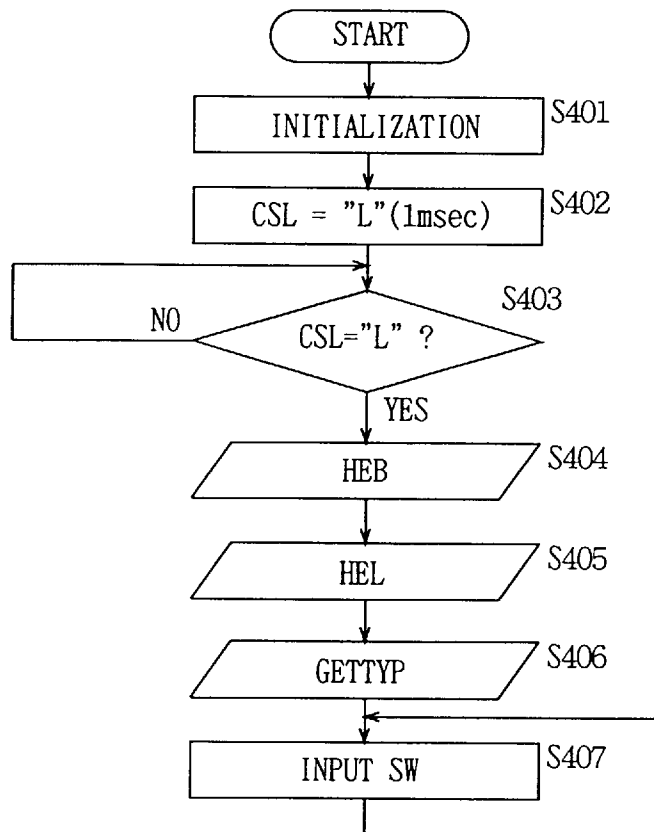 START
INITIALIZATION
S401
CSL = "L"(1msec)
S402
S403
NO
CSL="L" ?
YES
HEB
S404
HEL
S405
GETTYP
S406
INPUT SW
S407